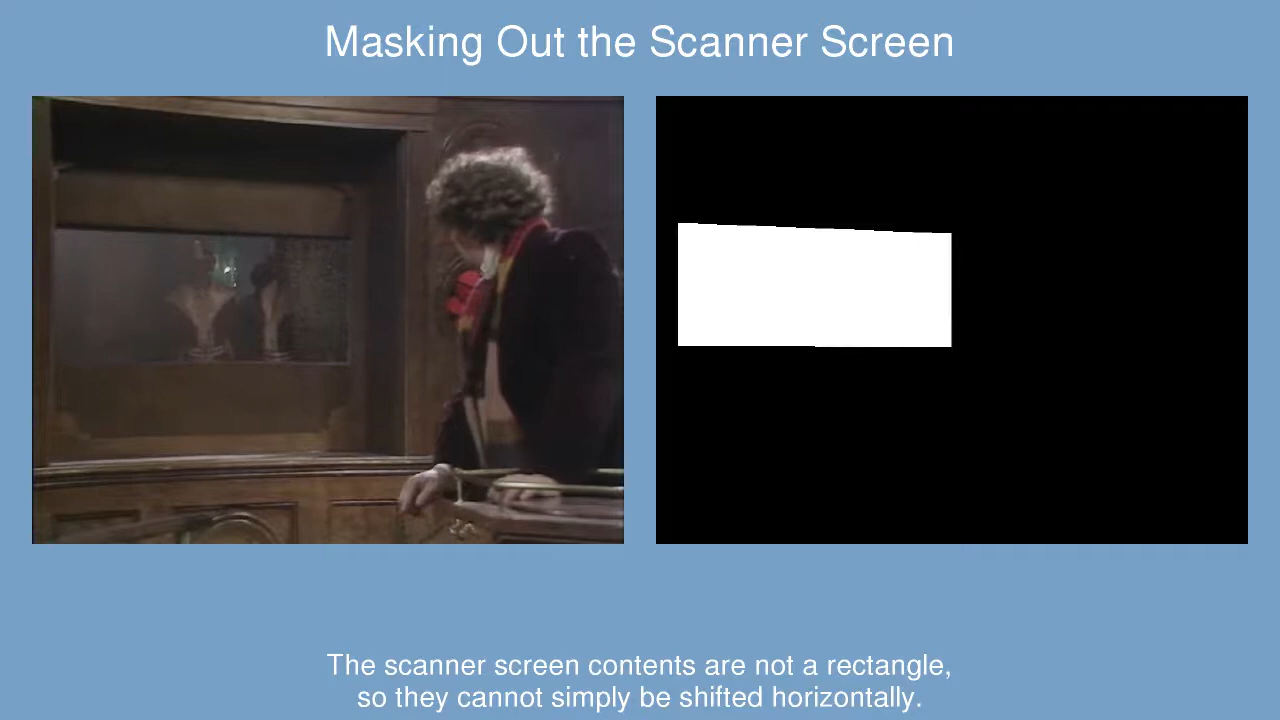 Masking Out the Scanner Screen
The scanner screen contents are not a rectangle,
so they cannot simply be shifted horizontally.